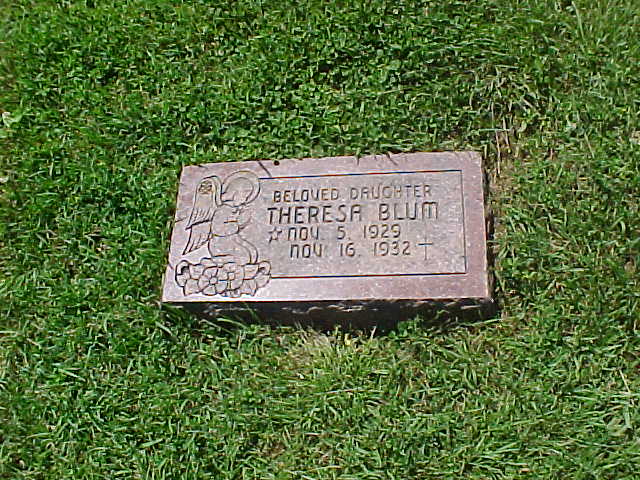 BELOVED DAUGHTER
THERESA BLUM
☆ NOV. 5. 1929
NOV 16. 1932 †